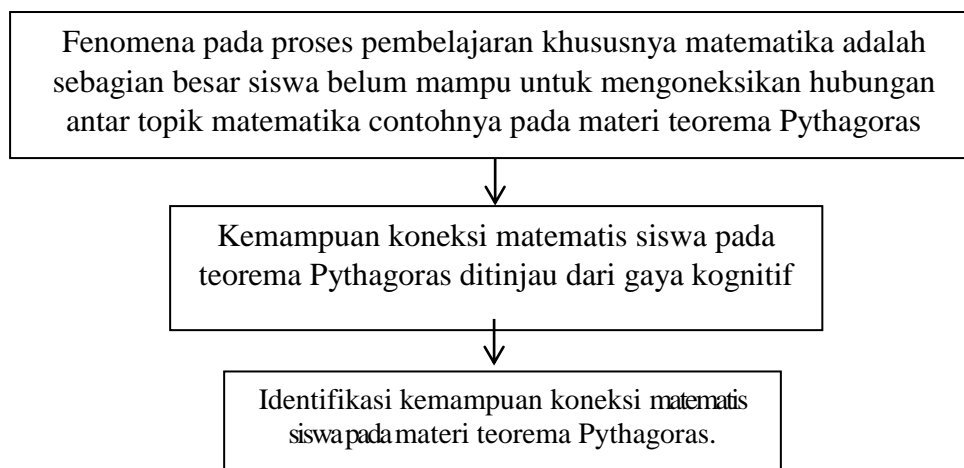 Fenomena pada proses pembelajaran khususnya matematika adalah
sebagian besar siswa belum mampu untuk mengoneksikan hubungan
antar topik matematika contohnya pada materi teorema Pythagoras
Kemampuan koneksi matematis siswa pada
teorema Pythagoras ditinjau dari gaya kognitif
Identifikasi kemampuan koneksi matematis
siswa pada materi teorema Pythagoras.